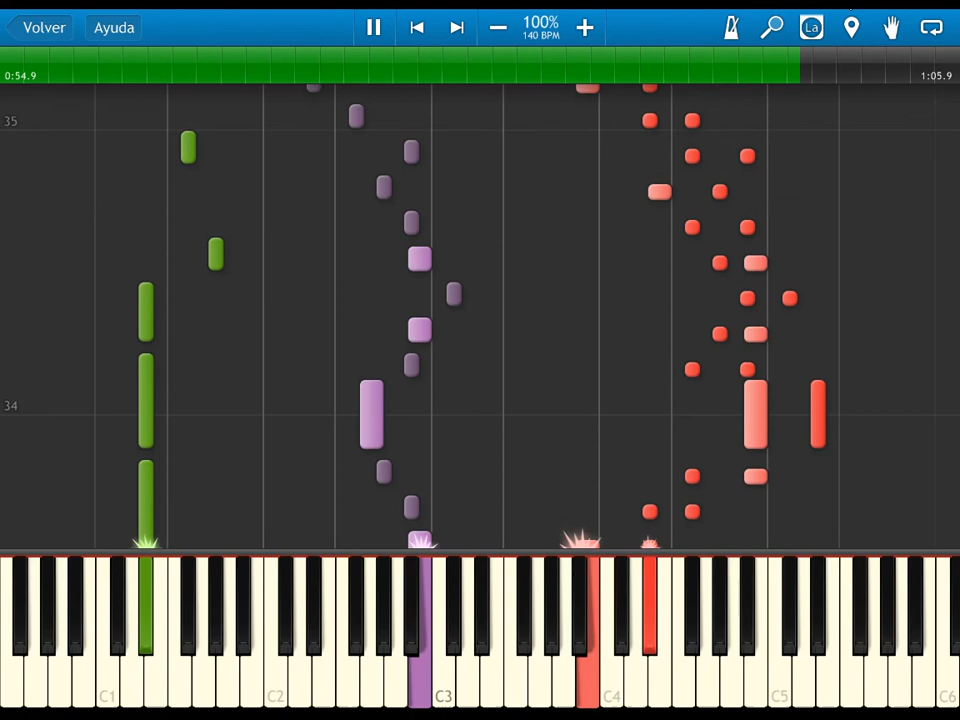 Volver
Ayuda
100%
140 BPM
La
0:54.9
1:05.9
35
34
C1
C2
C3
C4
C5
C6